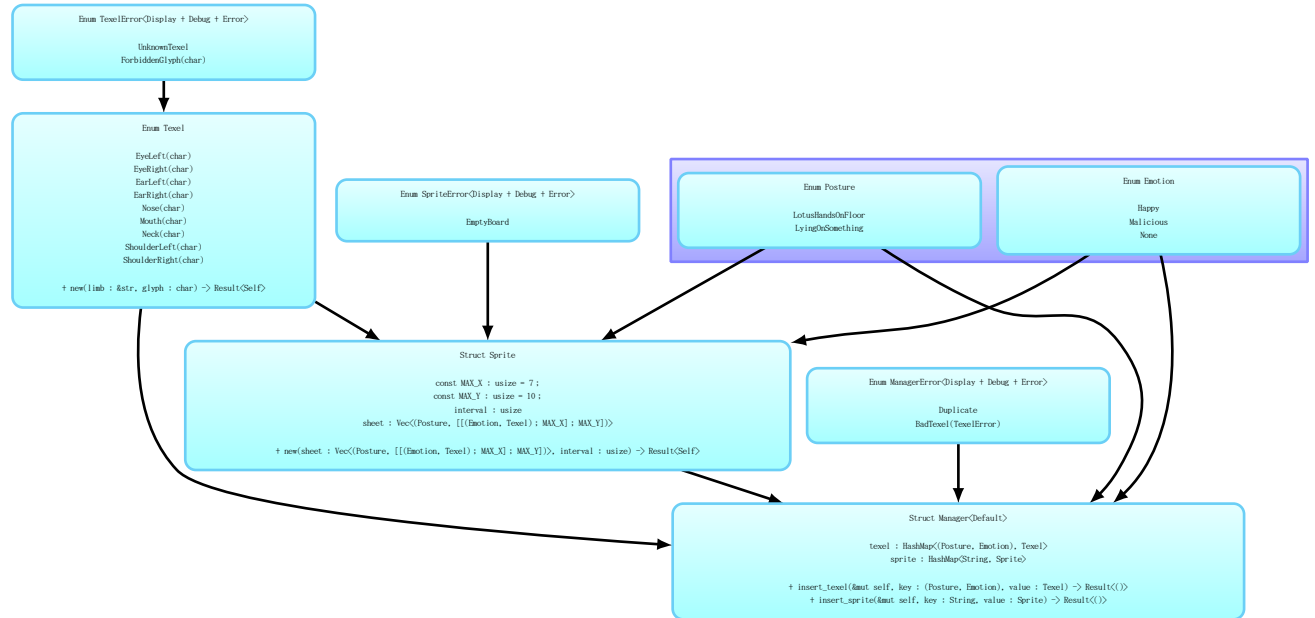 Enum TexelError<Display + Debug + Error>
UnknownTexel
ForbiddenGlyph(char)
Enum Texel
EyeLeft(char)
EyeRight(char)
EarLeft(char)
EarRight(char)
Nose(char)
Mouth(char)
Neck(char)
ShoulderLeft(char)
ShoulderRight(char)
+ new(limb : &str, glyph : char) -> Result<Self>
Enum SpriteError<Display + Debug + Error>
EmptyBoard
Enum Posture
LotusHandsOnFloor
LyingOnSomething
Enum Emotion
Happy
Malicious
None
Struct Sprite
const MAX_X : usize = 7 ;
const MAX_Y : usize = 10 ;
interval : usize
sheet : Vec<(Posture, [[(Emotion, Texel) ; MAX_X] ; MAX_Y])>
+ new(sheet : Vec<(Posture, [[(Emotion, Texel) ; MAX_X] ; MAX_Y])>, interval : usize) -> Result<Self>
Enum ManagerError<Display + Debug + Error>
Duplicate
BadTexel(TexelError)
Struct Manager<Default>
texel : HashMap<(Posture, Emotion), Texel>
sprite : HashMap<String, Sprite>
+ insert_texel(&mut self, key : (Posture, Emotion), value : Texel) -> Result<()>
+ insert_sprite(&mut self, key : String, value : Sprite) -> Result<()>